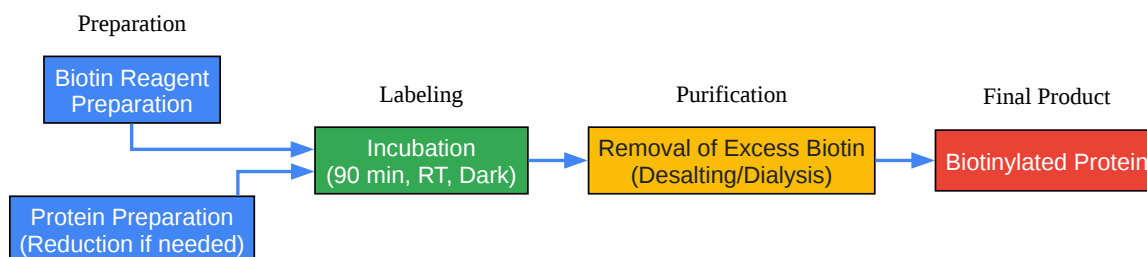 Preparation
Biotin Reagent
Preparation
Labeling
Incubation
(90 min, RT, Dark)
Purification
Removal of Excess Biotin
(Desalting/Dialysis)
Final Product
Biotinylated Protein
Protein Preparation
(Reduction if needed)